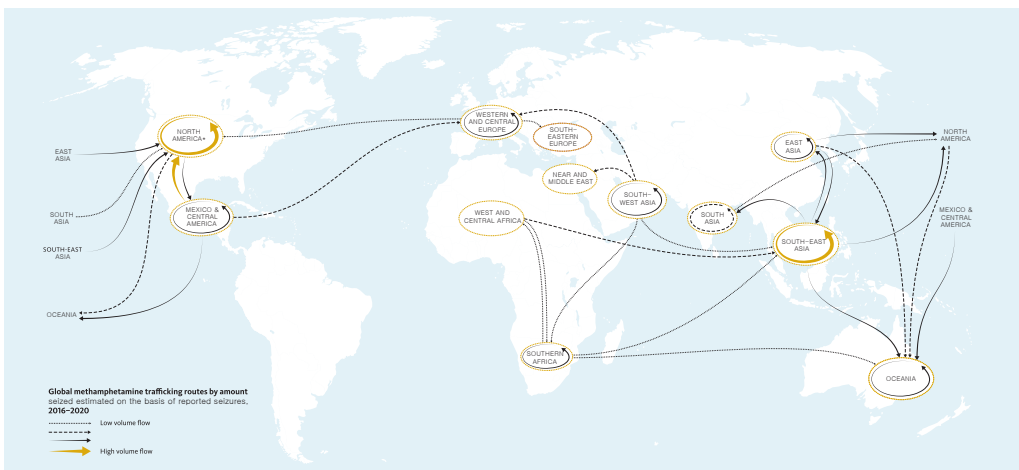 WESTERN
AND CENTRAL
EUROPE
SOUTH–
EASTERN
EUROPE
NORTH
AMERICA*
EAST
ASIA
EAST
ASIA
NORTH
AMERICA
NEAR AND
MIDDLE EAST
SOUTH–
WEST ASIA
SOUTH
ASIA
MEXICO &
CENTRAL
AMERICA
WEST AND
CENTRAL AFRICA
SOUTH
ASIA
MEXICO &
CENTRAL
AMERICA
SOUTH-EAST
ASIA
SOUTH–EAST
ASIA
OCEANIA
SOUTHERN
AFRICA
OCEANIA
Global methamphetamine trafficking routes by amount
seized estimated on the basis of reported seizures,
2016–2020
Low volume flow
High volume flow